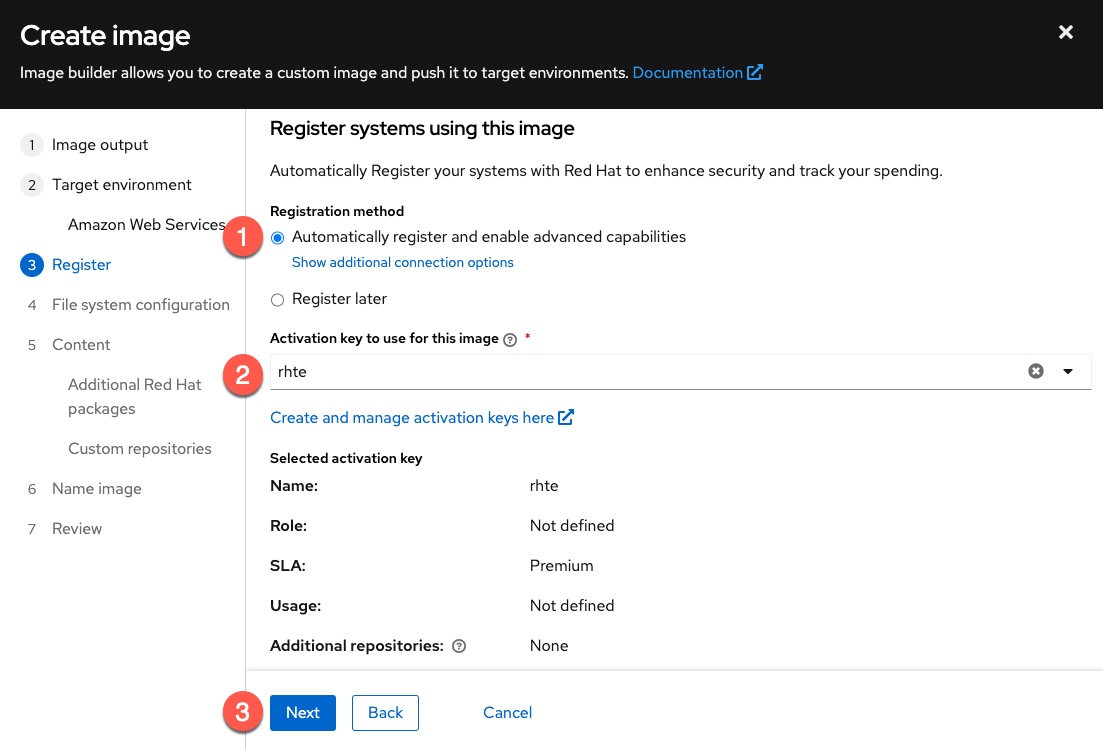 Create image
Image builder allows you to create a custom image and push it to target environments. Documentation
1 Image output
2 Target environment
Amazon Web Services
3 Register
4 File system configuration
5 Content
Additional Red Hat
packages
Custom repositories
6 Name image
7 Review
Register systems using this image
Automatically Register your systems with Red Hat to enhance security and track your spending.
Registration method
1 Automatically register and enable advanced capabilities
Show additional connection options
Register later
Activation key to use for this image ? *
2 rhte
Create and manage activation keys here
Selected activation key
Name: rhte
Role: Not defined
SLA: Premium
Usage: Not defined
Additional repositories: ? None
3 Next Back Cancel